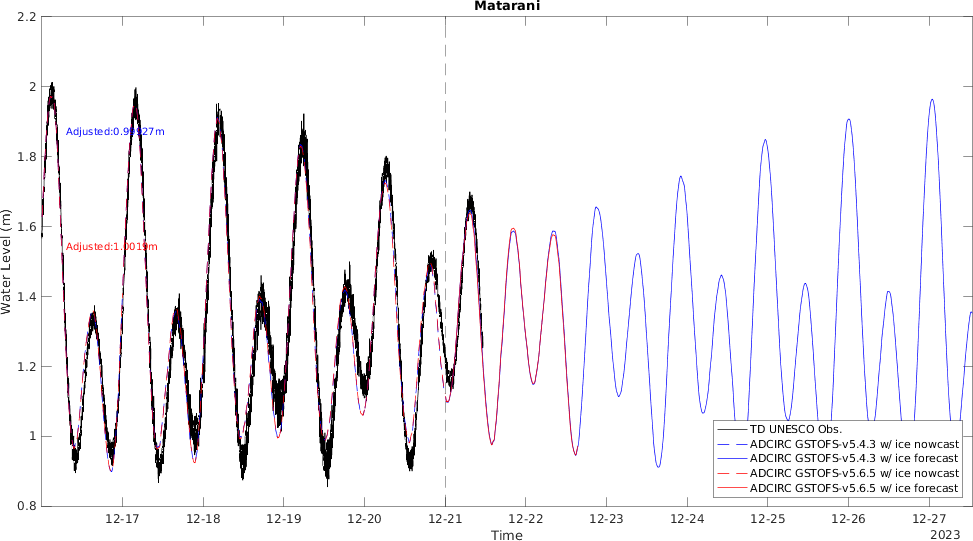 Matarani
2.2
2
1.8
1.6
1.4
1.2
1
0.8
Water Level (m)
Adjusted:0.99927m
Adjusted:1.0019m
12-17 12-18 12-19 12-20 12-21 12-22 12-23 12-24 12-25 12-26 12-27
2023
Time
TD UNESCO Obs.
ADCIRC GSTOFS-v5.4.3 w/ ice nowcast
ADCIRC GSTOFS-v5.4.3 w/ ice forecast
ADCIRC GSTOFS-v5.6.5 w/ ice nowcast
ADCIRC GSTOFS-v5.6.5 w/ ice forecast